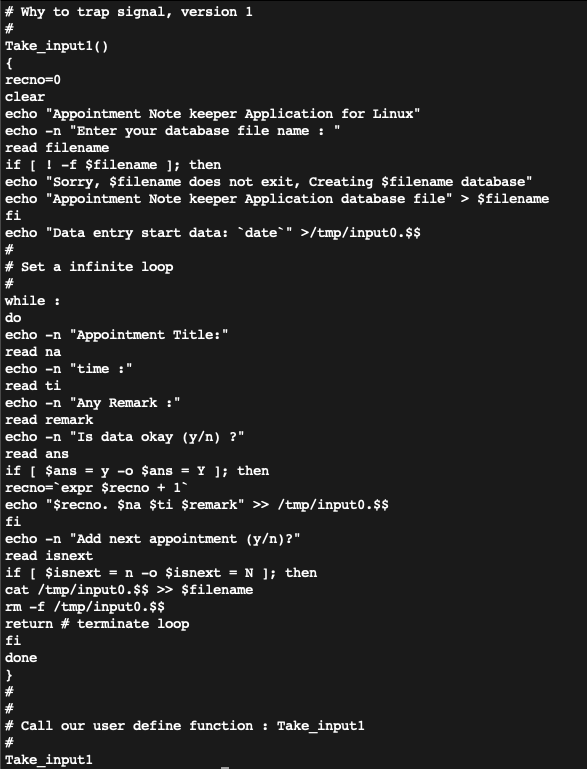 # Why to trap signal, version 1
#
Take_input1()
{
recno=0
clear
echo "Appointment Note keeper Application for Linux"
echo -n "Enter your database file name : "
read filename
if [ ! -f $filename ]; then
echo "Sorry, $filename does not exit, Creating $filename database"
echo "Appointment Note keeper Application database file" > $filename
fi
echo "Data entry start data: `date`" >/tmp/input0.$$
#
# Set a infinite loop
#
while :
do
echo -n "Appointment Title:"
read na
echo -n "time :"
read ti
echo -n "Any Remark :"
read remark
echo -n "Is data okay (y/n) ?"
read ans
if [ $ans = y -o $ans = Y ]; then
recno=`expr $recno + 1`
echo "$recno. $na $ti $remark" >> /tmp/input0.$$
fi
echo -n "Add next appointment (y/n)?"
read isnext
if [ $isnext = n -o $isnext = N ]; then
cat /tmp/input0.$$ >> $filename
rm -f /tmp/input0.$$
return # terminate loop
fi
done
}
#
#
# Call our user define function : Take_input1
#
Take_input1